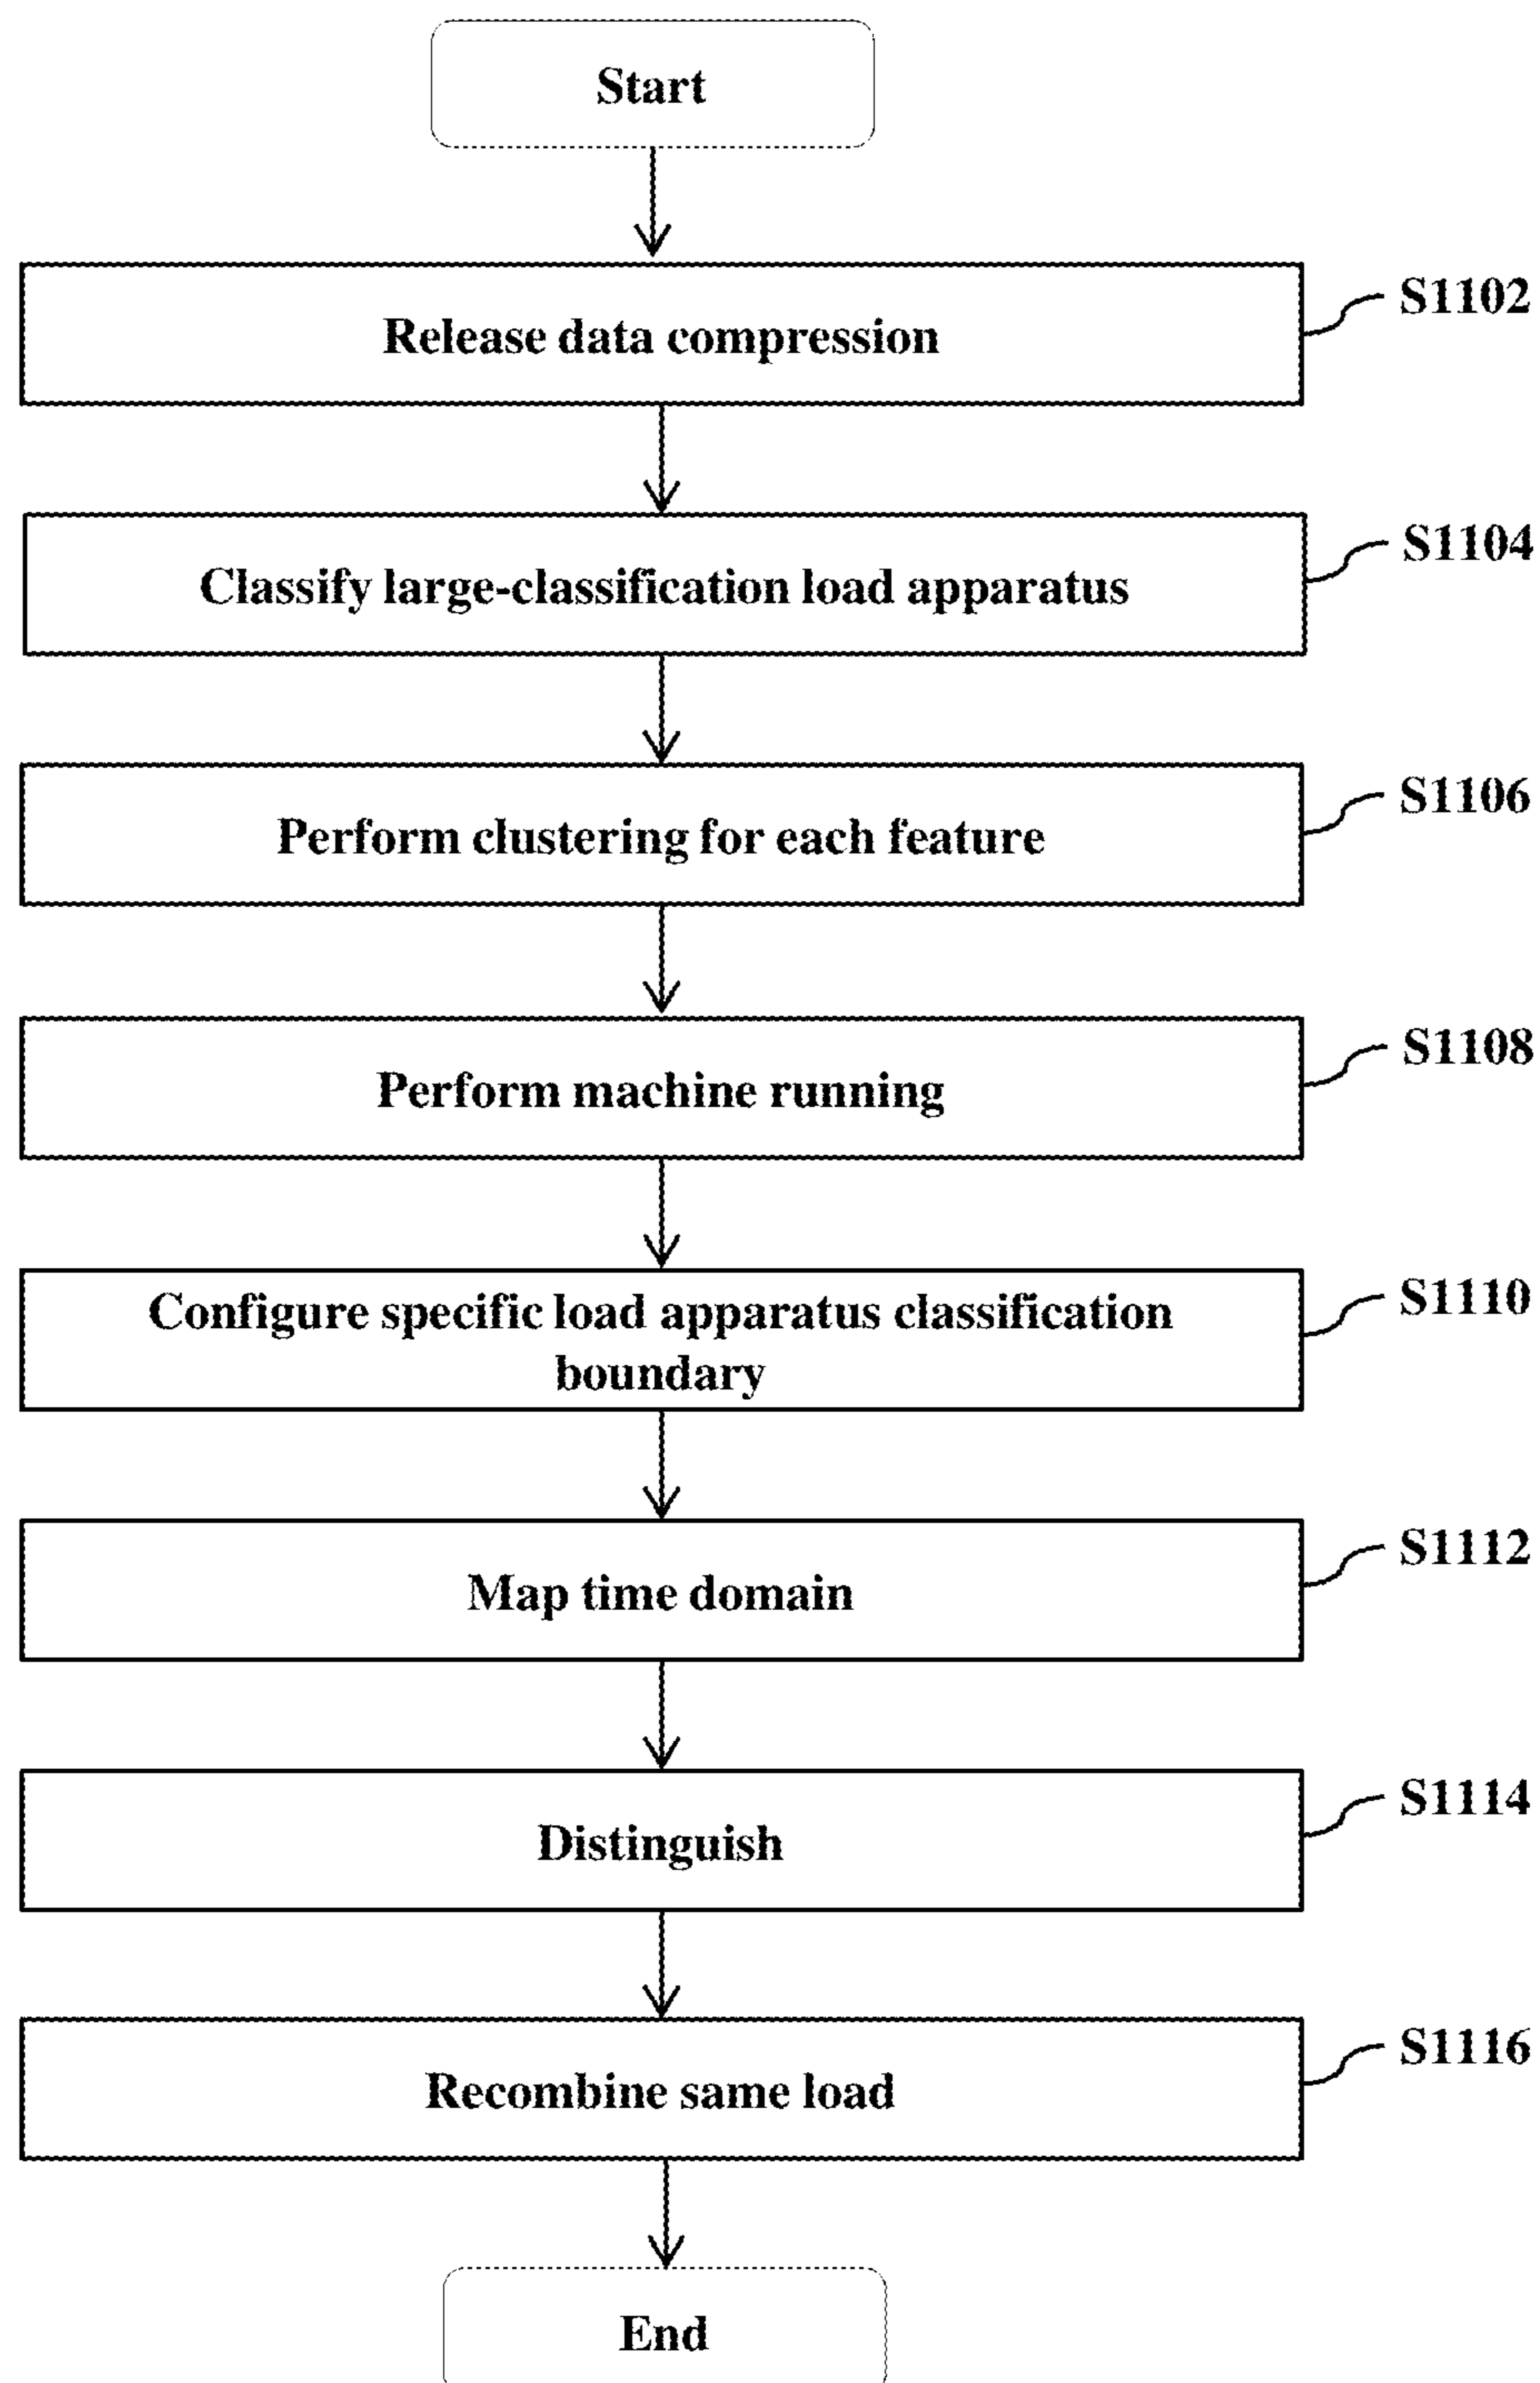 Start
Release data compression
S1102
Classify large-classification load apparatus
S1104
Perform clustering for each feature
S1106
Perform machine running
S1108
Configure specific load apparatus classification
boundary
S1110
Map time domain
S1112
Distinguish
S1114
Recombine same load
S1116
End